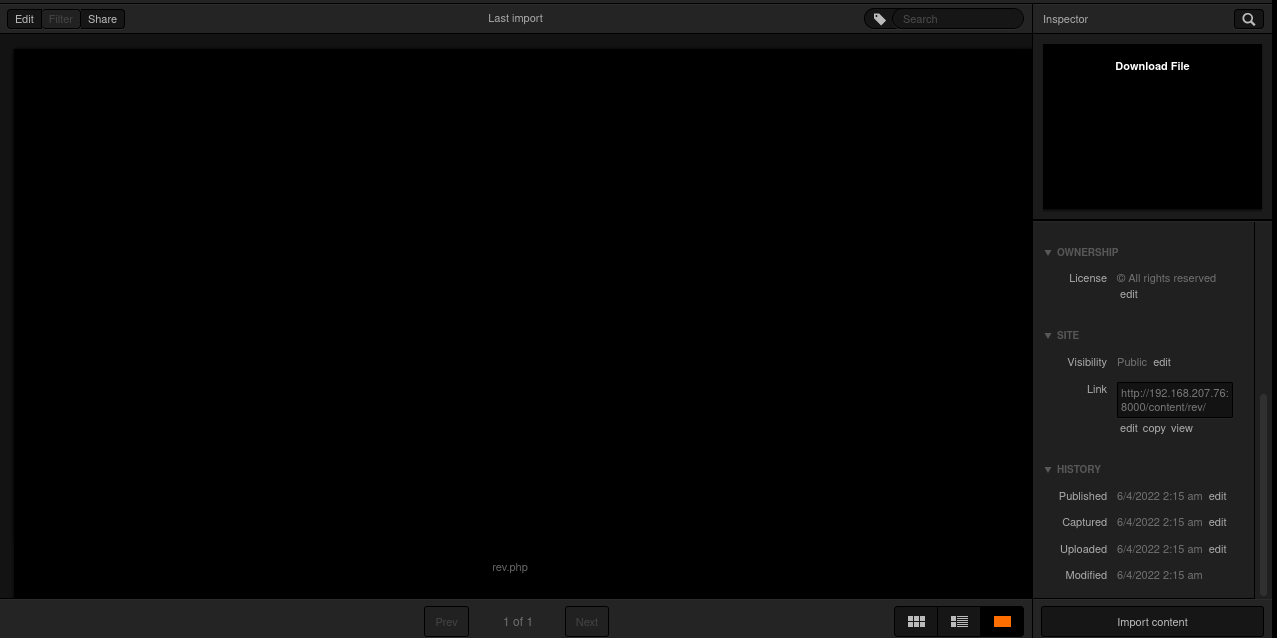 Edit Filter Share
Last import
Search
Inspector
Download File
rev.php
OWNERSHIP
License © All rights reserved
edit
SITE
Visibility Public edit
Link http://192.168.207.76:
8000/content/rev/
edit copy view
HISTORY
Published 6/4/2022 2:15 am edit
Captured 6/4/2022 2:15 am edit
Uploaded 6/4/2022 2:15 am edit
Modified 6/4/2022 2:15 am
Prev 1 of 1 Next
Import content